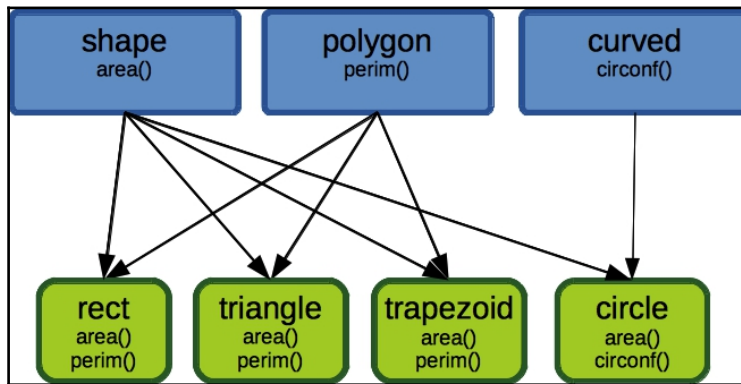 shape
area()
polygon
perim()
curved
circonf()
rect
area()
perim()
triangle
area()
perim()
trapezoid
area()
perim()
circle
area()
circonf()